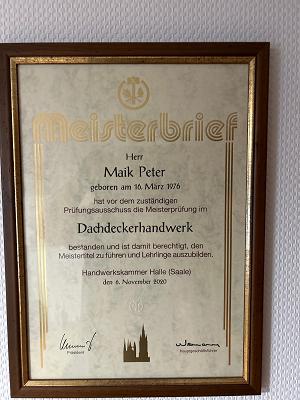 Meisterbrief
Herr
Maik Peter
geboren am 16. März 1976
hat vor dem zuständigen
Prüfungsausschuss die Meisterprüfung im
Dachdeckerhandwerk
bestanden und ist damit berechtigt, den
Meistertitel zu führen und Lehrlinge auszubilden.
Handwerkskammer Halle (Saale)
den 6. November 2020
Präsident
Hauptgeschäftsführer